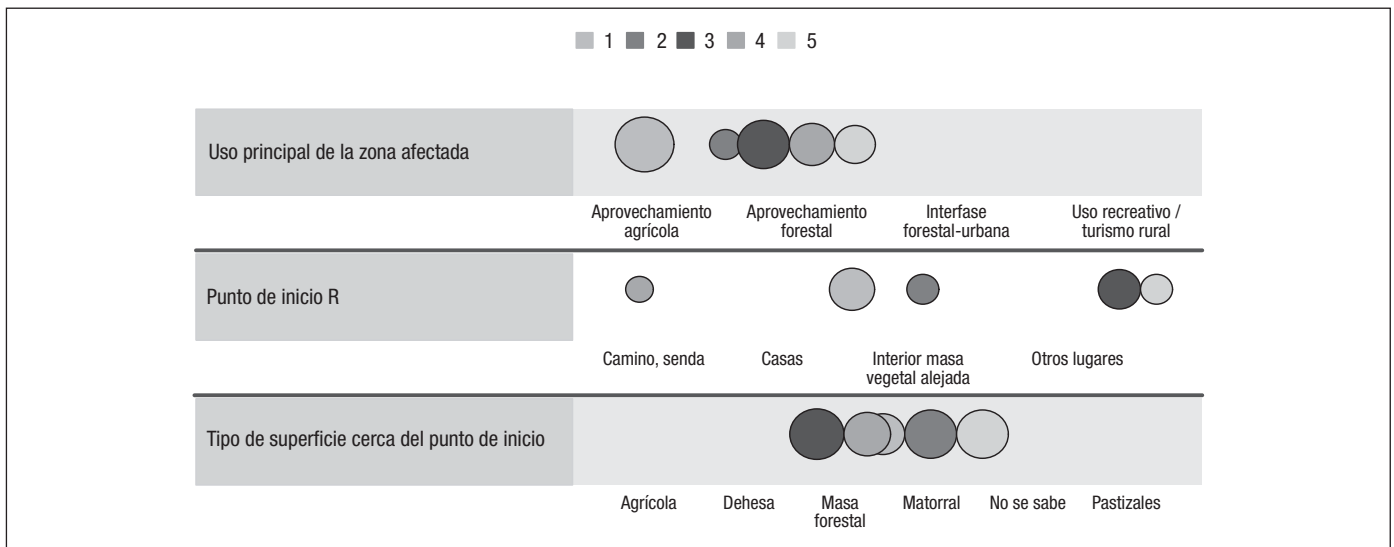 1 2 3 4 5
Uso principal de la zona afectada
Aprovechamiento
agrícola
Aprovechamiento
forestal
Interfase
forestal-urbana
Uso recreativo /
turismo rural
Punto de inicio R
Camino, senda
Casas
Interior masa
vegetal alejada
Otros lugares
Tipo de superficie cerca del punto de inicio
Agrícola
Dehesa
Masa
forestal
Matorral
No se sabe
Pastizales